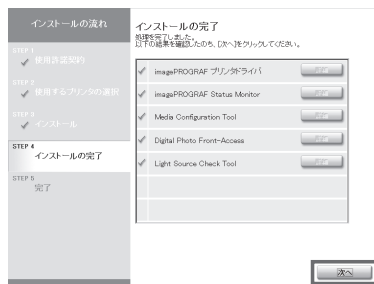 インストールの流れ
STEP 1
使用許諾契約
STEP 2
使用するプリンタの選択
STEP 3
インストール
STEP 4
インストールの完了
STEP 5
完了
インストールの完了
処理を完了しました。
以下の結果を確認したのち、[次へ]をクリックしてください。
imagePROGRAF プリンタドライバ
imagePROGRAF Status Monitor
Media Configuration Tool
Digital Photo Front-Access
Light Source Check Tool
次へ